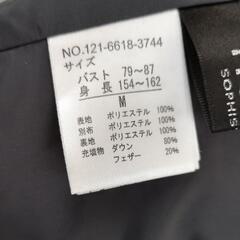 NO.121-6618-3744
サイズ
バスト 79~87
身長 154~162
M
表地 ポリエステル 100%
別布 ポリエステル 100%
裏地 ポリエステル 100%
充填物 ダウン 80%
フェザー 20%
SOPHIS